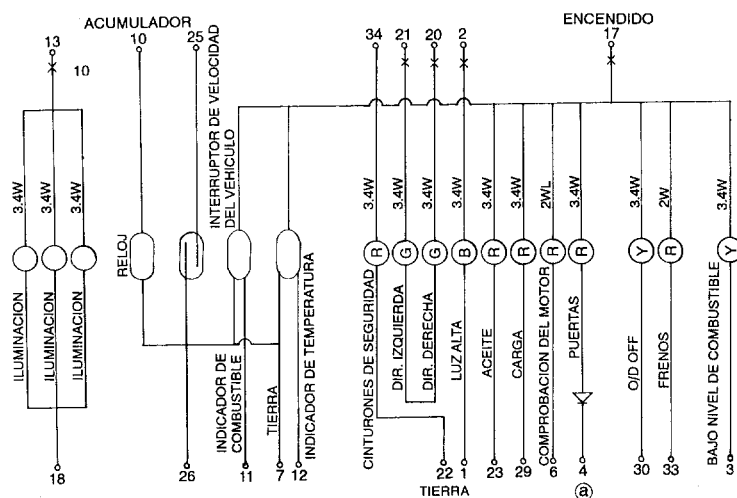 ACUMULADOR
ENCENDIDO
13
10
25
34
21
20
2
17
10
INTERRUPTOR DE VELOCIDAD
DEL VEHICULO
3.4W
3.4W
3.4W
3.4W
3.4W
3.4W
3.4W
3.4W
3.4W
2WL
3.4W
3.4W
2W
3.4W
R
G
G
B
R
R
R
R
Y
R
Y
ILUMINACION
ILUMINACION
ILUMINACION
RELOJ
INDICADOR DE
COMBUSTIBLE
TIERRA
INDICADOR DE TEMPERATURA
CINTURONES DE SEGURIDAD
DIR. IZQUIERDA
DIR. DERECHA
LUZ ALTA
ACEITE
CARGA
COMPROBACION DEL MOTOR
PUERTAS
O/D OFF
FRENOS
BAJO NIVEL DE COMBUSTIBLE
18
26
11
7
12
22
1
23
29
6
4
30
33
3
TIERRA
a